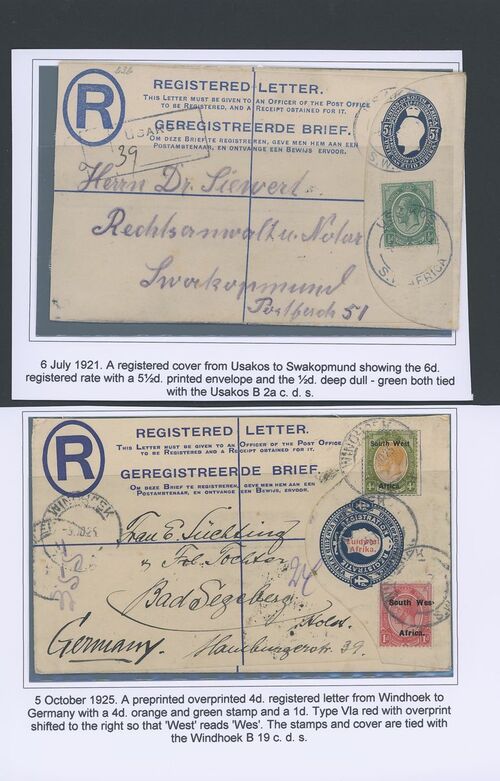 636
R
REGISTERED LETTER.
THIS LETTER MUST BE GIVEN TO AN OFFICER OF THE POST OFFICE
TO BE REGISTERED, AND A RECEIPT OBTAINED FOR IT.
GEREGISTREERDE BRIEF.
OM DEZE BRIEF TE REGISTREREN, GEVE MEN HEM AAN EEN
POSTAMBTENAAR, EN ONTVANGE EEN BEWIJS ERVOOR.
39
Herrn Dr. Siewert
Rechtsanwalt u. Notar
Swakopmund
Postfach 51
6 July 1921. A registered cover from Usakos to Swakopmund showing the 6d.
registered rate with a 5½d. printed envelope and the ½d. deep dull - green both tied
with the Usakos B 2a c. d. s.
R
REGISTERED LETTER.
THIS LETTER MUST BE GIVEN TO AN OFFICER OF THE POST OFFICE
TO BE REGISTERED, AND A RECEIPT OBTAINED FOR IT.
GEREGISTREERDE BRIEF.
OM DEZE BRIEF TE REGISTREREN, GEVE MEN HEM AAN EEN
POSTAMBTENAAR, EN ONTVANGE EEN BEWIJS ERVOOR.
South West
Africa.
WINDHOEK
Zuidwest
Afrika.
Frau E. Süchting
Bad Segeberg
Germany.
Hamburgerstr. 39.
South Wes
Africa.
5 October 1925. A preprinted overprinted 4d. registered letter from Windhoek to
Germany with a 4d. orange and green stamp and a 1d. Type VIa red with overprint
shifted to the right so that 'West' reads 'Wes'. The stamps and cover are tied with
the Windhoek B 19 c. d. s.